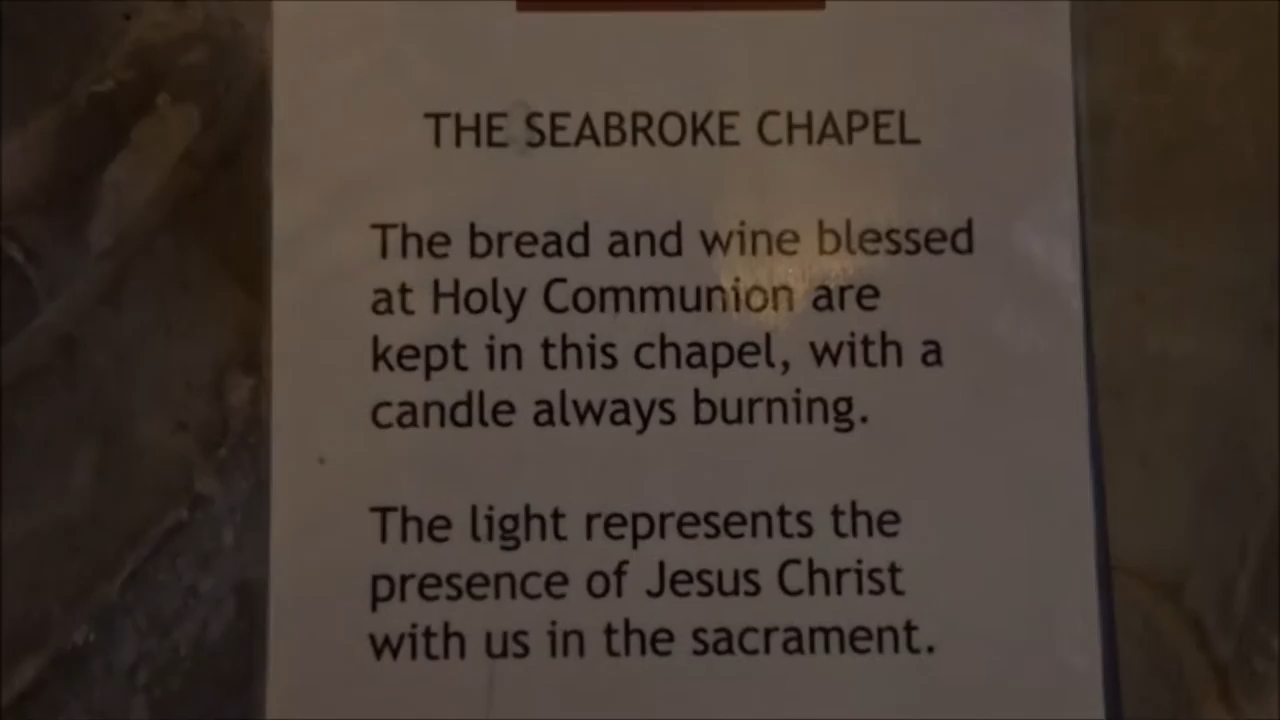 THE SEABROKE CHAPEL
The bread and wine blessed
at Holy Communion are
kept in this chapel, with a
candle always burning.
The light represents the
presence of Jesus Christ
with us in the sacrament.